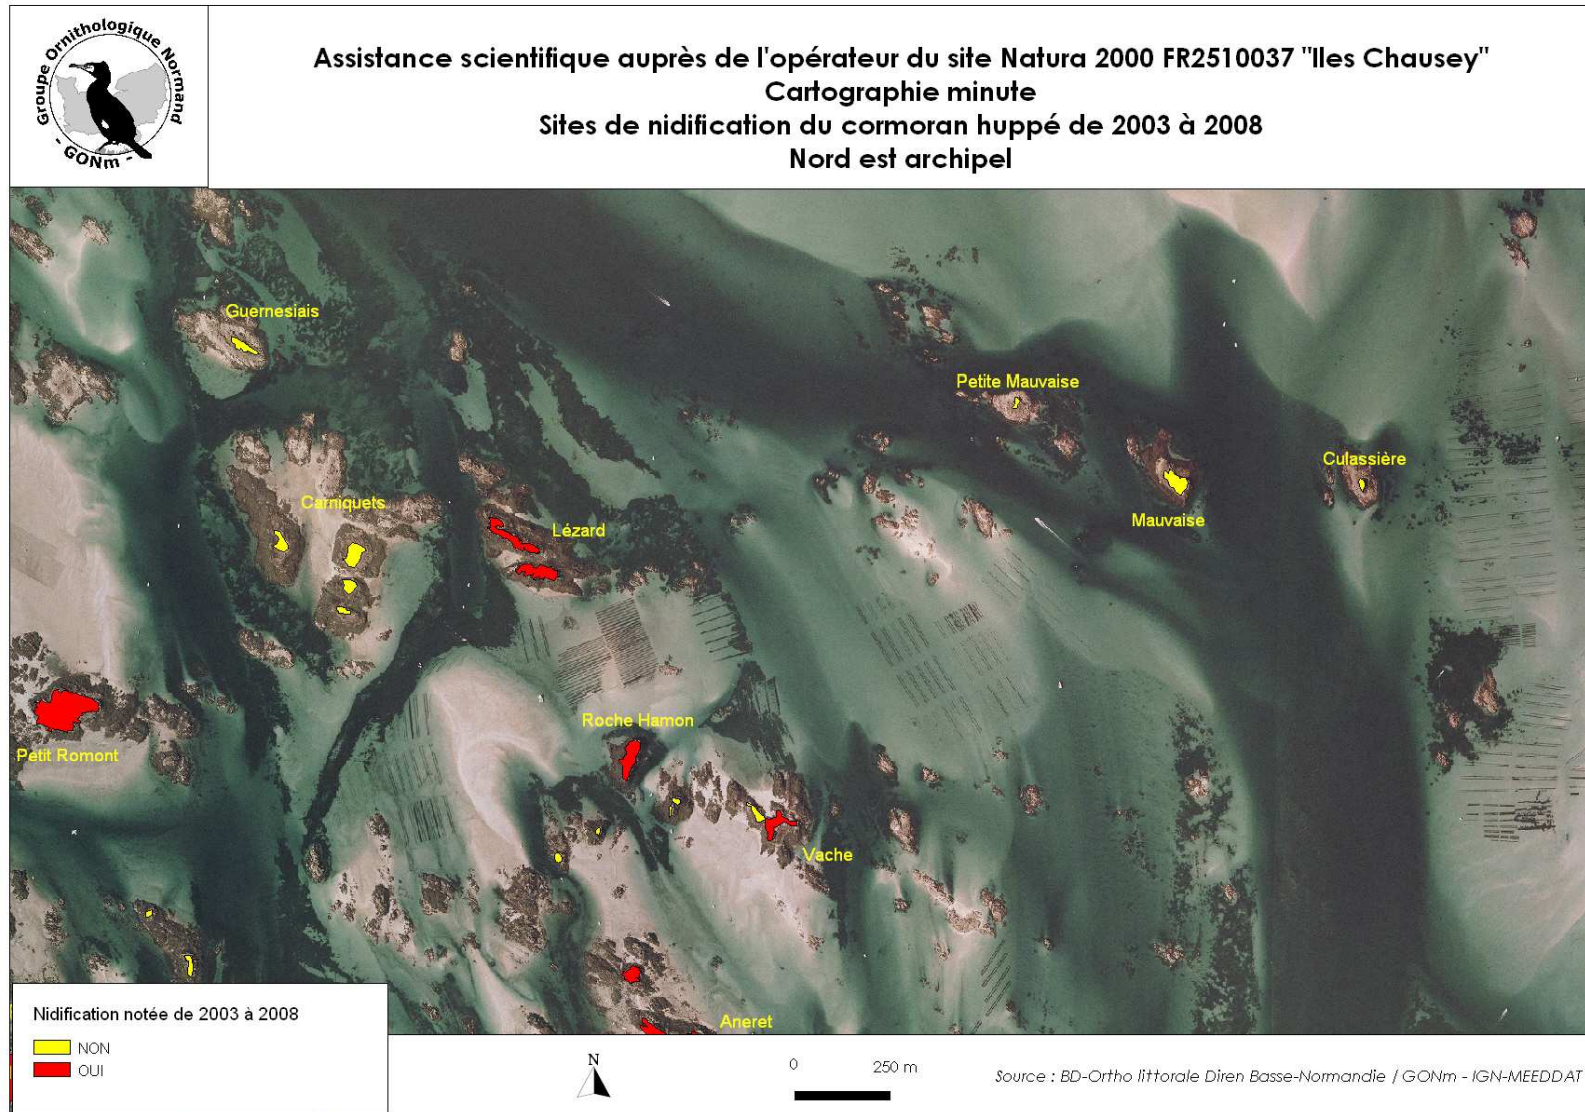 Groupe Ornithologique Normand
- GONm -
Assistance scientifique auprès de l'opérateur du site Natura 2000 FR2510037 "Iles Chausey"
Cartographie minute
Sites de nidification du cormoran huppé de 2003 à 2008
Nord est archipel
Guernesiais
Petite Mauvaise
Culassière
Carniquets
Mauvaise
Lézard
Roche Hamon
Petit Romont
Vache
Aneret
Nidification notée de 2003 à 2008
NON
OUI
N
0 250 m
Source : BD-Ortho littorale Diren Basse-Normandie / GONm - IGN-MEEDDAT